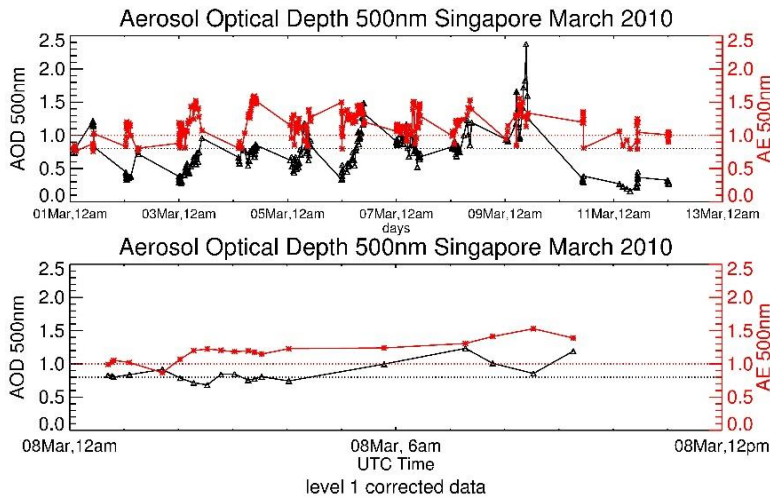 Aerosol Optical Depth 500nm Singapore March 2010
2.5 2.5
2.0 2.0
1.5 1.5
1.0 1.0
0.5 0.5
0.0 0.0
AOD 500nm
AE 500nm
01Mar,12am 03Mar,12am 05Mar,12am 07Mar,12am 09Mar,12am 11Mar,12am 13Mar,12am
days
Aerosol Optical Depth 500nm Singapore March 2010
2.5 2.5
2.0 2.0
1.5 1.5
1.0 1.0
0.5 0.5
0.0 0.0
AOD 500nm
AE 500nm
08Mar,12am 08Mar, 6am 08Mar,12pm
UTC Time
level 1 corrected data